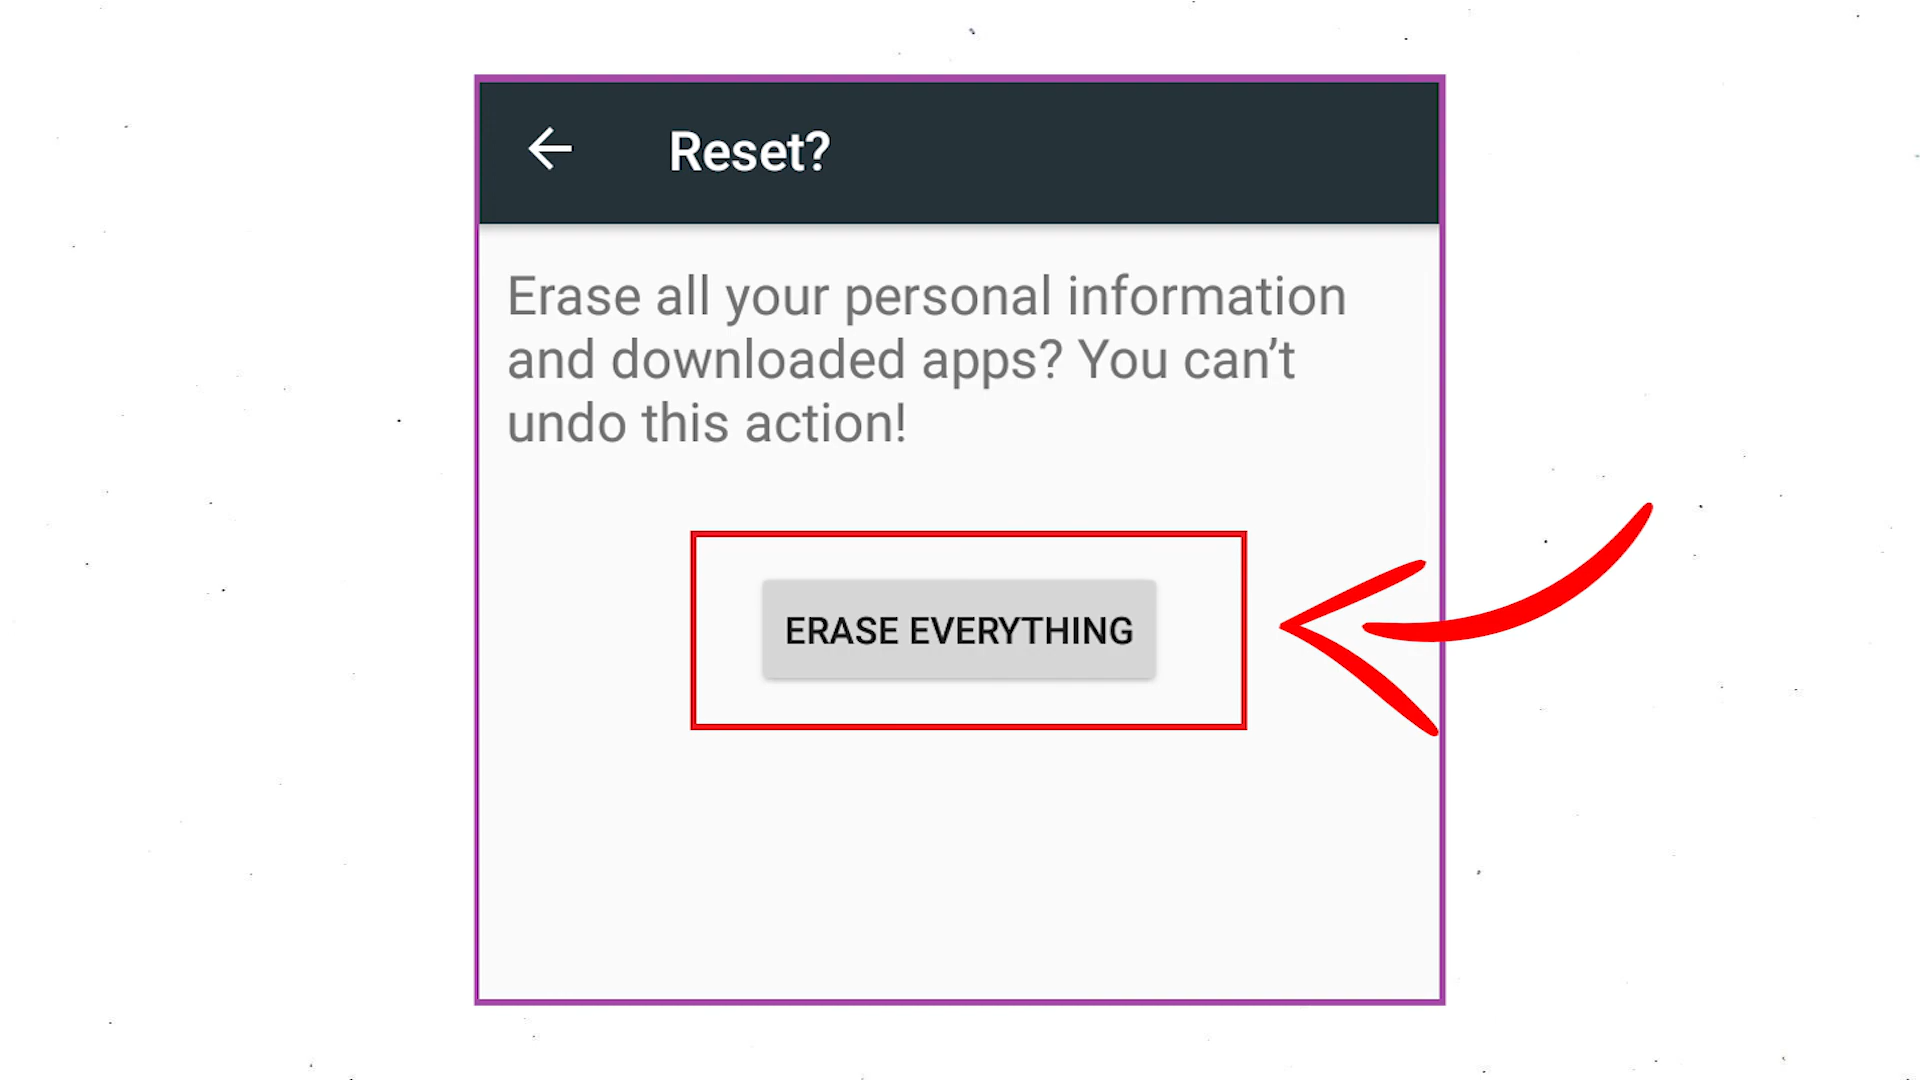 Reset?
Erase all your personal information
and downloaded apps? You can’t
undo this action!
ERASE EVERYTHING